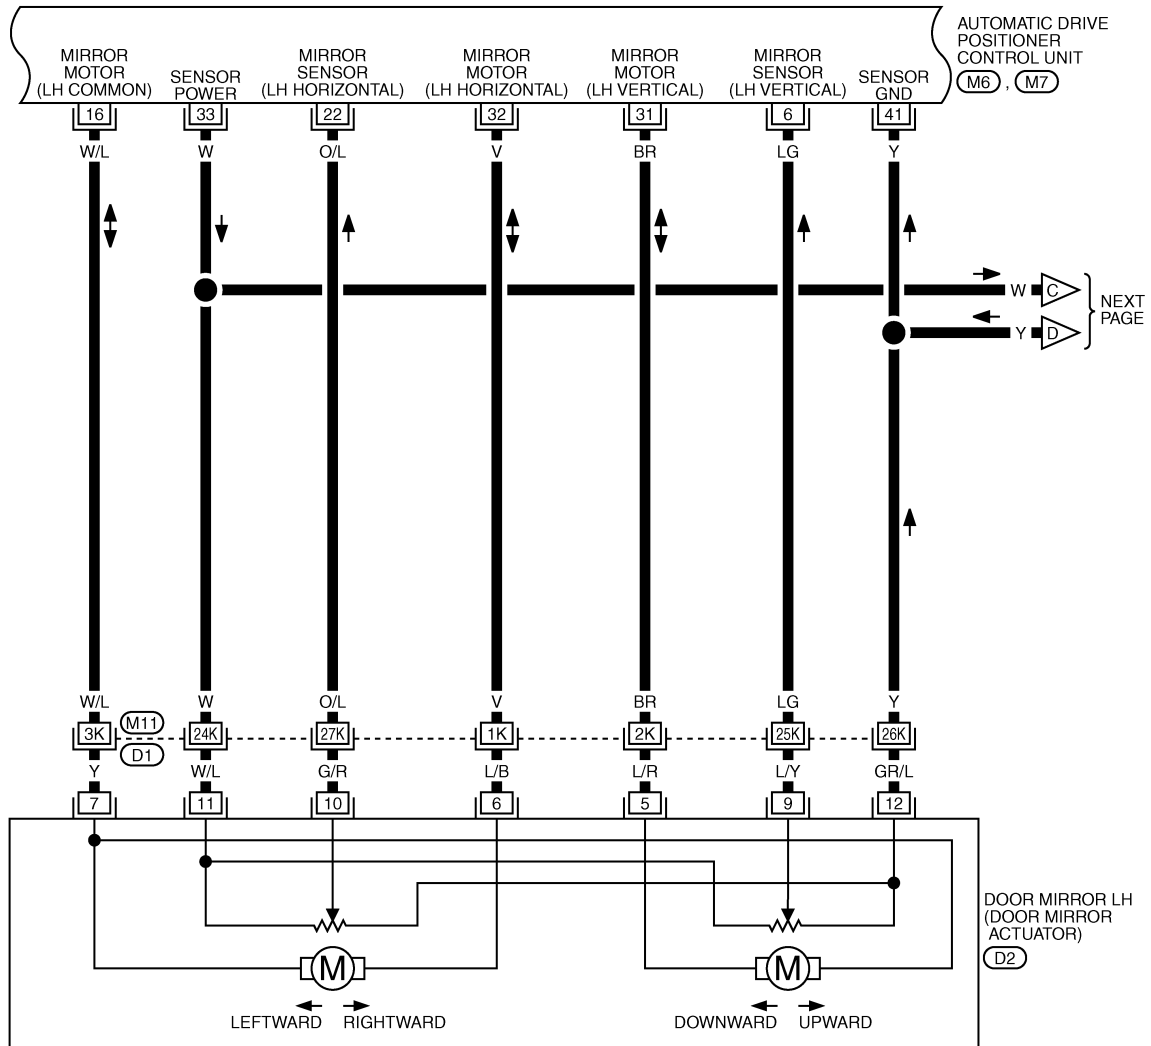 AUTOMATIC DRIVE
POSITIONER
CONTROL UNIT
M6 , M7
MIRROR
MOTOR
(LH COMMON)
SENSOR
POWER
MIRROR
SENSOR
(LH HORIZONTAL)
MIRROR
MOTOR
(LH HORIZONTAL)
MIRROR
MOTOR
(LH VERTICAL)
MIRROR
SENSOR
(LH VERTICAL)
SENSOR
GND
16 33 22 32 31 6 41
W/L W O/L V BR LG Y
W C
Y D
NEXT
PAGE
W/L W O/L V BR LG Y
M11
3K 24K 27K 1K 2K 25K 26K
D1
Y W/L G/R L/B L/R L/Y GR/L
7 11 10 6 5 9 12
DOOR MIRROR LH
(DOOR MIRROR
ACTUATOR)
D2
M M
LEFTWARD RIGHTWARD DOWNWARD UPWARD